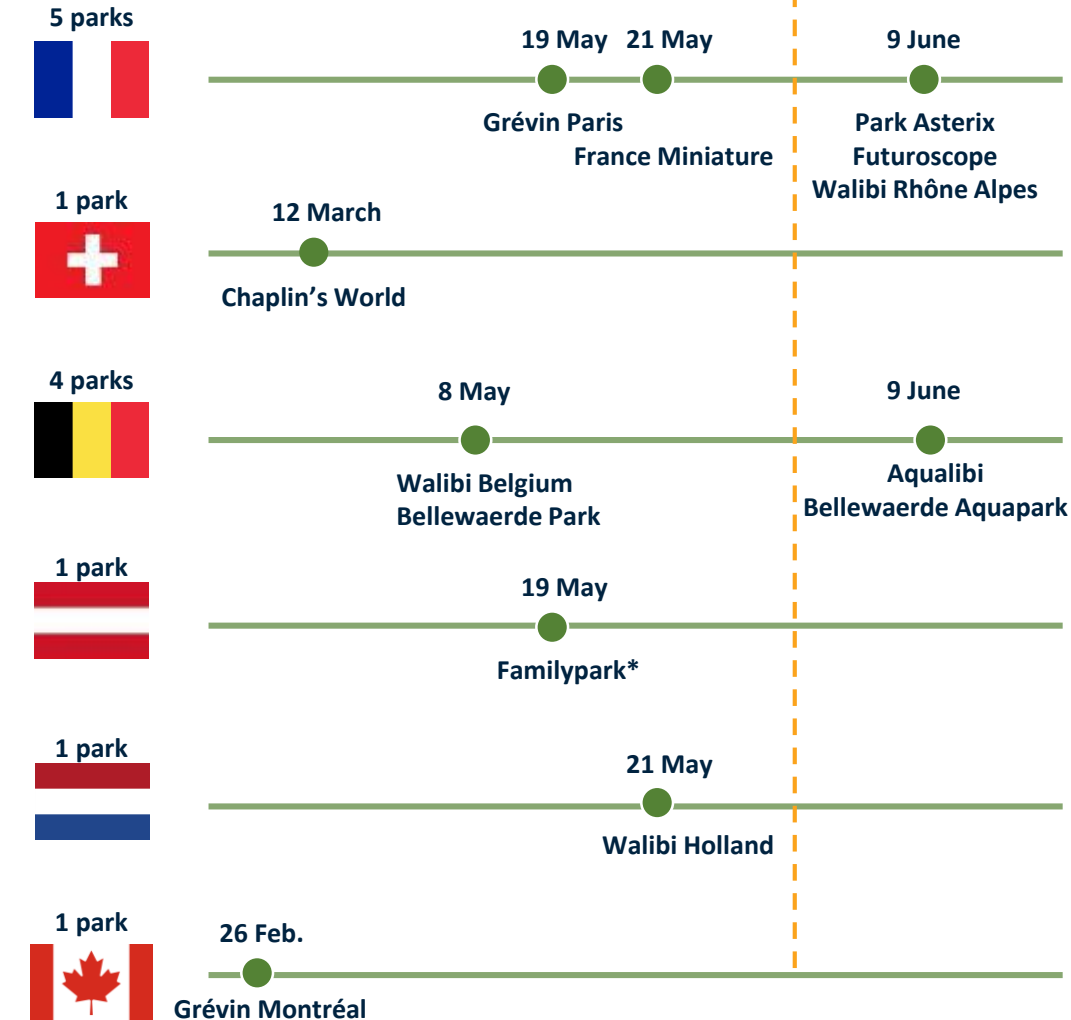 5 parks
19 May
21 May
9 June
Grévin Paris
France Miniature
Park Asterix
Futuroscope
Walibi Rhône Alpes
1 park
12 March
Chaplin’s World
4 parks
8 May
9 June
Walibi Belgium
Bellewaerde Park
Aqualibi
Bellewaerde Aquapark
1 park
19 May
Familypark*
1 park
21 May
Walibi Holland
1 park
26 Feb.
Grévin Montréal